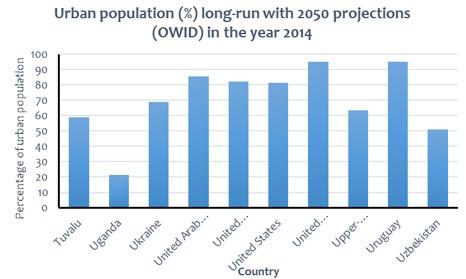 Urban population (%) long-run with 2050 projections
(OWID) in the year 2014
Percentage of urban population
100
90
80
70
60
50
40
30
20
10
0
Tuvalu
Uganda
Ukraine
United Arab...
United...
United States
United...
Upper-...
Uruguay
Uzbekistan
Country